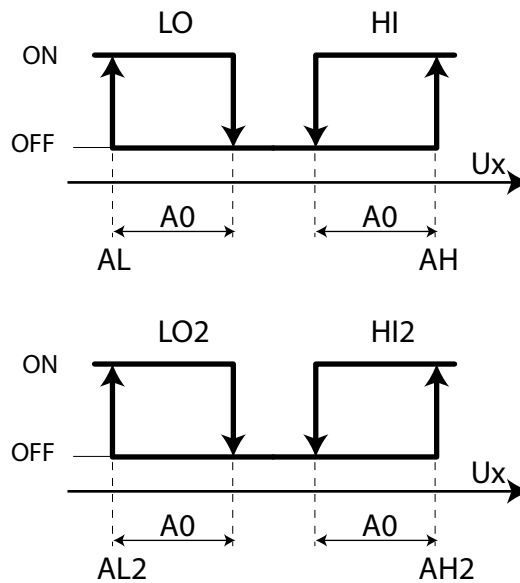 LO HI
ON
OFF
Ux
A0 A0
AL AH
LO2 HI2
ON
OFF
Ux
A0 A0
AL2 AH2